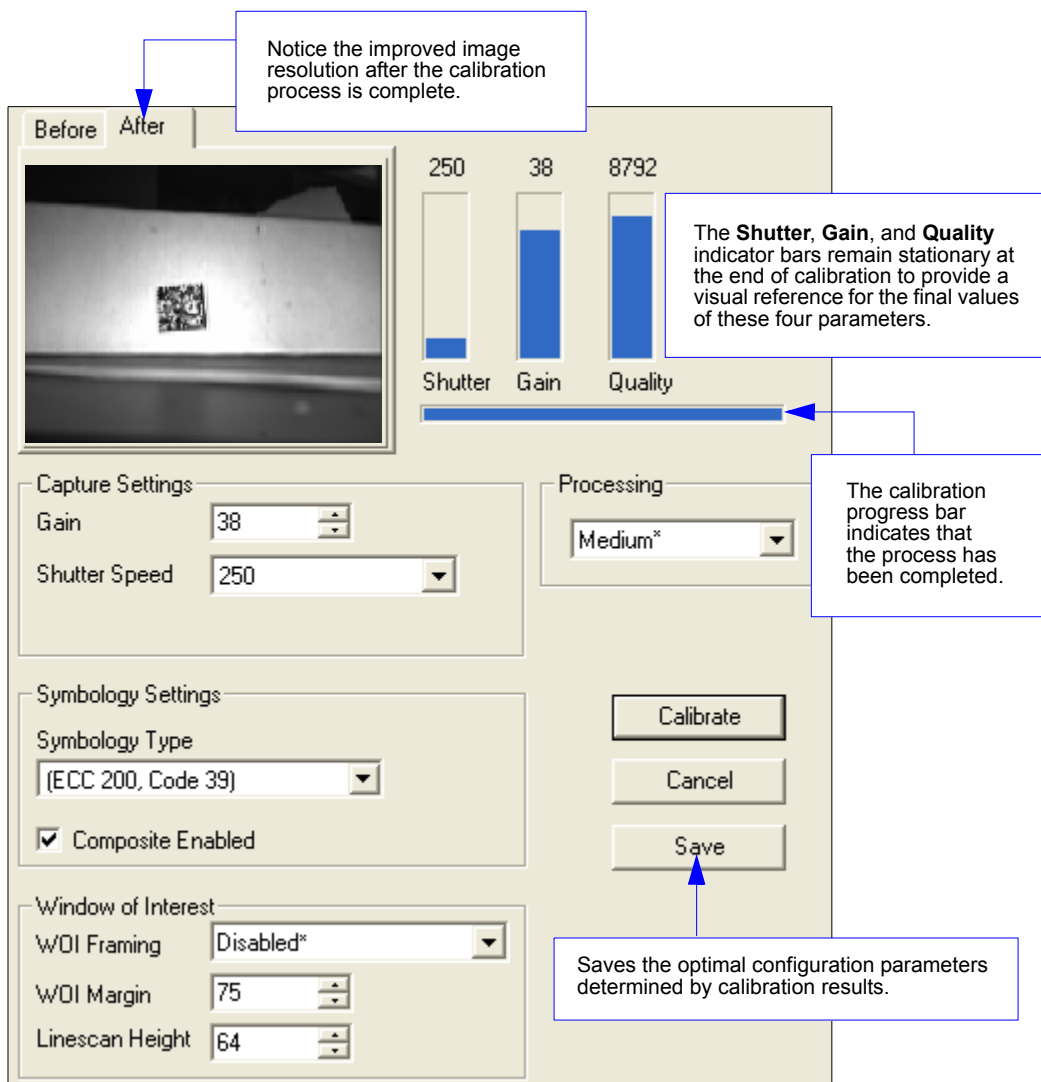 Notice the improved image
resolution after the calibration
process is complete.
Before After
250 38 8792
The Shutter, Gain, and Quality
indicator bars remain stationary at
the end of calibration to provide a
visual reference for the final values
of these four parameters.
Shutter Gain Quality
The calibration
progress bar
indicates that
the process has
been completed.
Capture Settings
Gain 38
Shutter Speed 250
Processing
Medium*
Symbology Settings
Symbology Type
(ECC 200, Code 39)
Composite Enabled
Calibrate
Cancel
Save
Saves the optimal configuration parameters
determined by calibration results.
Window of Interest
WOI Framing Disabled*
WOI Margin 75
Linescan Height 64